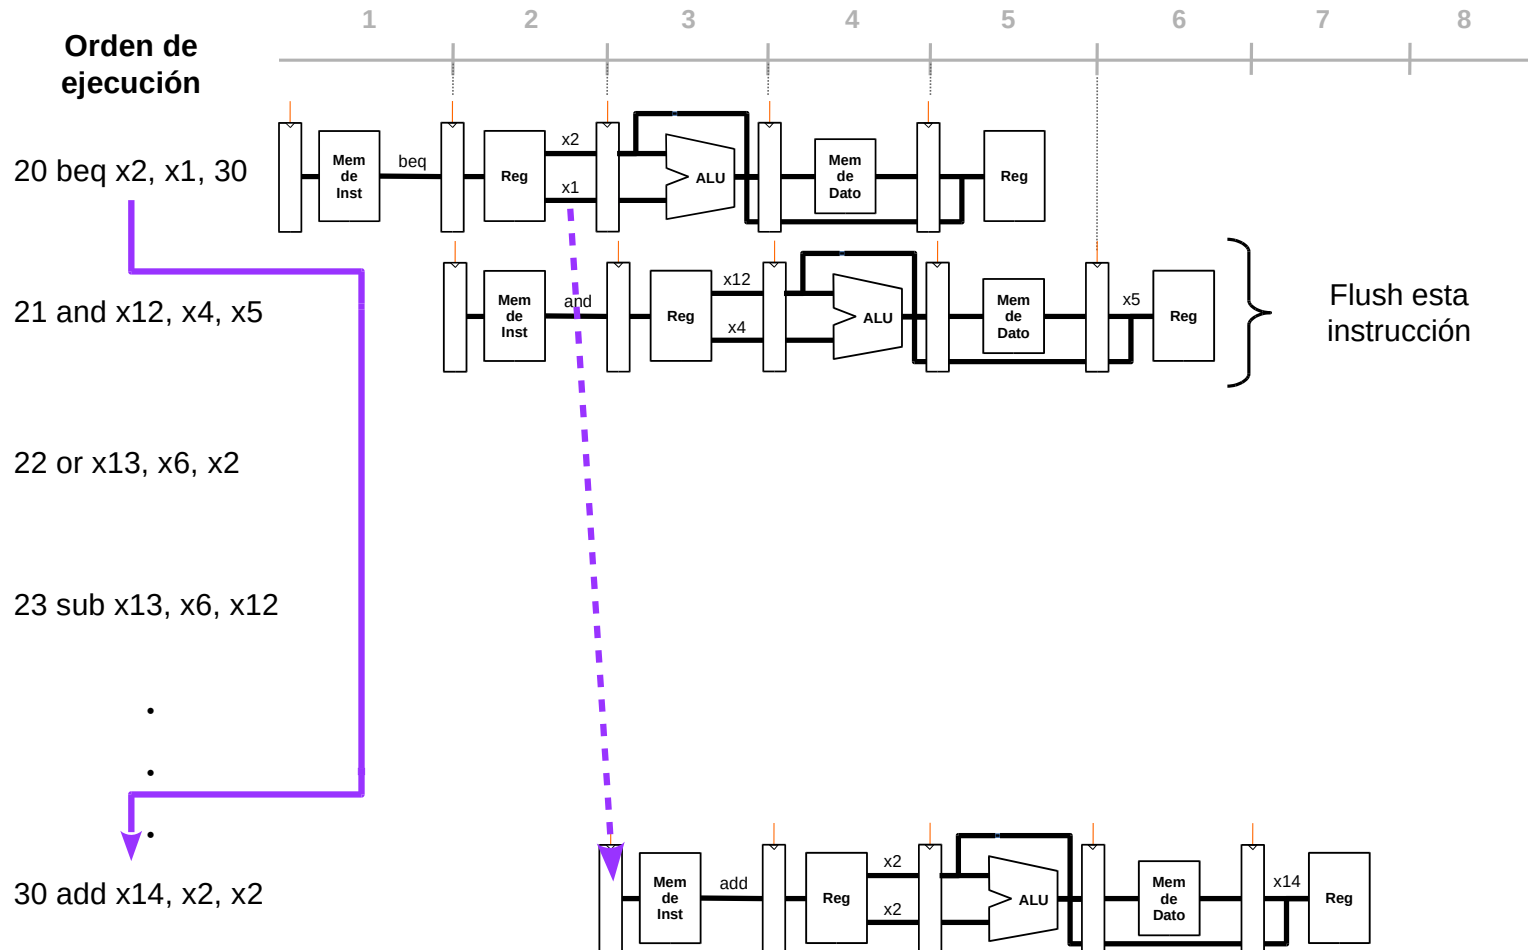 1 2 3 4 5 6 7 8
Orden de
ejecución
20 beq x2, x1, 30
Mem
de
Inst
beq
Reg
x2
x1
ALU
Mem
de
Dato
Reg
21 and x12, x4, x5
Mem
de
Inst
and
Reg
x12
x4
ALU
Mem
de
Dato
x5
Reg
Flush esta
instrucción
22 or x13, x6, x2
23 sub x13, x6, x12
.
.
.
30 add x14, x2, x2
Mem
de
Inst
add
Reg
x2
x2
ALU
Mem
de
Dato
x14
Reg